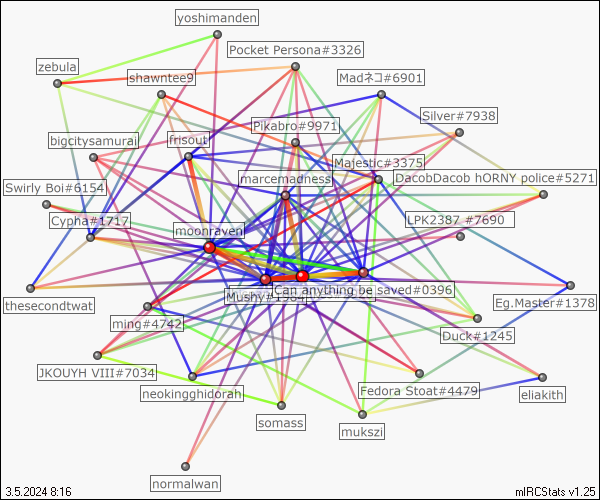 yoshimanden
Pocket Persona#3326
zebula
shawntee9
Madネコ#6901
Silver#7938
Pikabro#9971
bigcitysamurai
frisout
Majestic#3375
marcemadness
DacobDacob hORNY police#5271
Swirly Boi#6154
Cypha#1717
LPK2387 #7690
moonraven
Can anything be saved#0396
Mushy#1984
thesecondtwat
Eg.Master#1378
ming#4742
Duck#1245
JKOUYH VIII#7034
neokingghidorah
Fedora Stoat#4479
eliakith
somass
mukszi
normalwan
3.5.2024 8:16
mIRCStats v1.25